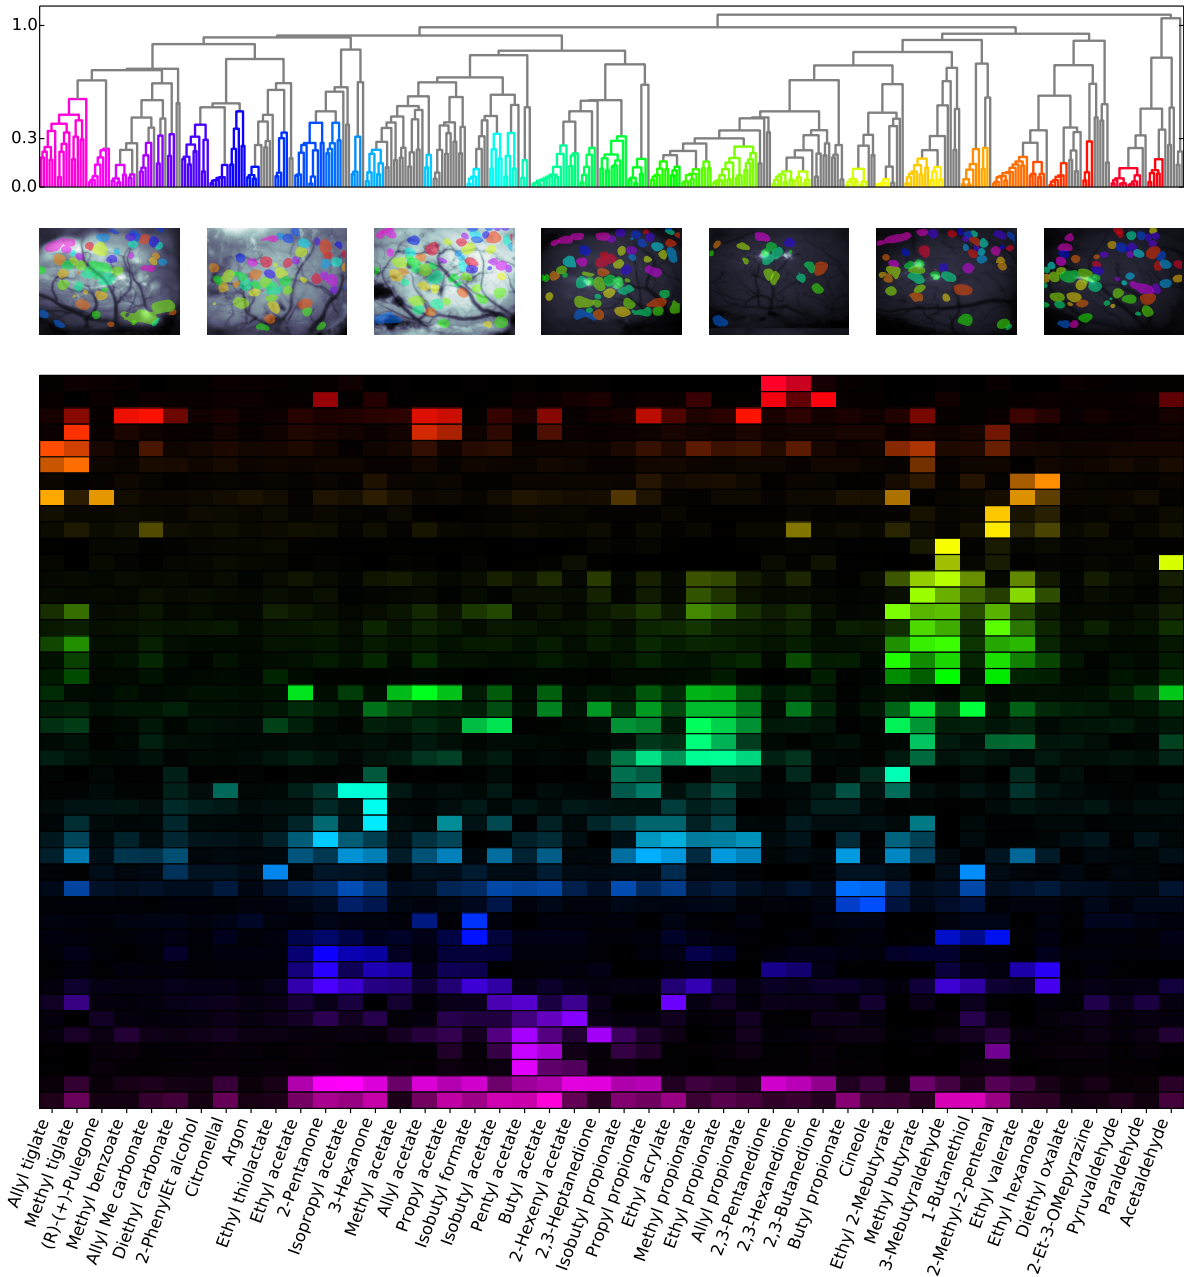 1.0
0.3
0.0
Allyl tiglate
Methyl tiglate
(R)-(+)-Pulegone
Methyl benzoate
Allyl Me carbonate
Diethyl carbonate
2-PhenylEt alcohol
Citronellal
Argon
Ethyl thiolactate
Ethyl acetate
2-Pentanone
Isopropyl acetate
3-Hexanone
Methyl acetate
Allyl acetate
Propyl acetate
Isobutyl formate
Isobutyl acetate
Pentyl acetate
Butyl acetate
2-Hexenyl acetate
2,3-Heptanedione
Isobutyl propionate
Propyl propionate
Ethyl acrylate
Methyl propionate
Ethyl propionate
Allyl propionate
2,3-Pentanedione
2,3-Hexanedione
2,3-Butanedione
Butyl propionate
Cineole
Ethyl 2-Mebutyrate
Methyl butyrate
3-Mebutyraldehyde
1-Butanethiol
2-Methyl-2-pentenal
Ethyl valerate
Ethyl hexanoate
Diethyl oxalate
2-Et-3-OMepyrazine
Pyruvaldehyde
Paraldehyde
Acetaldehyde